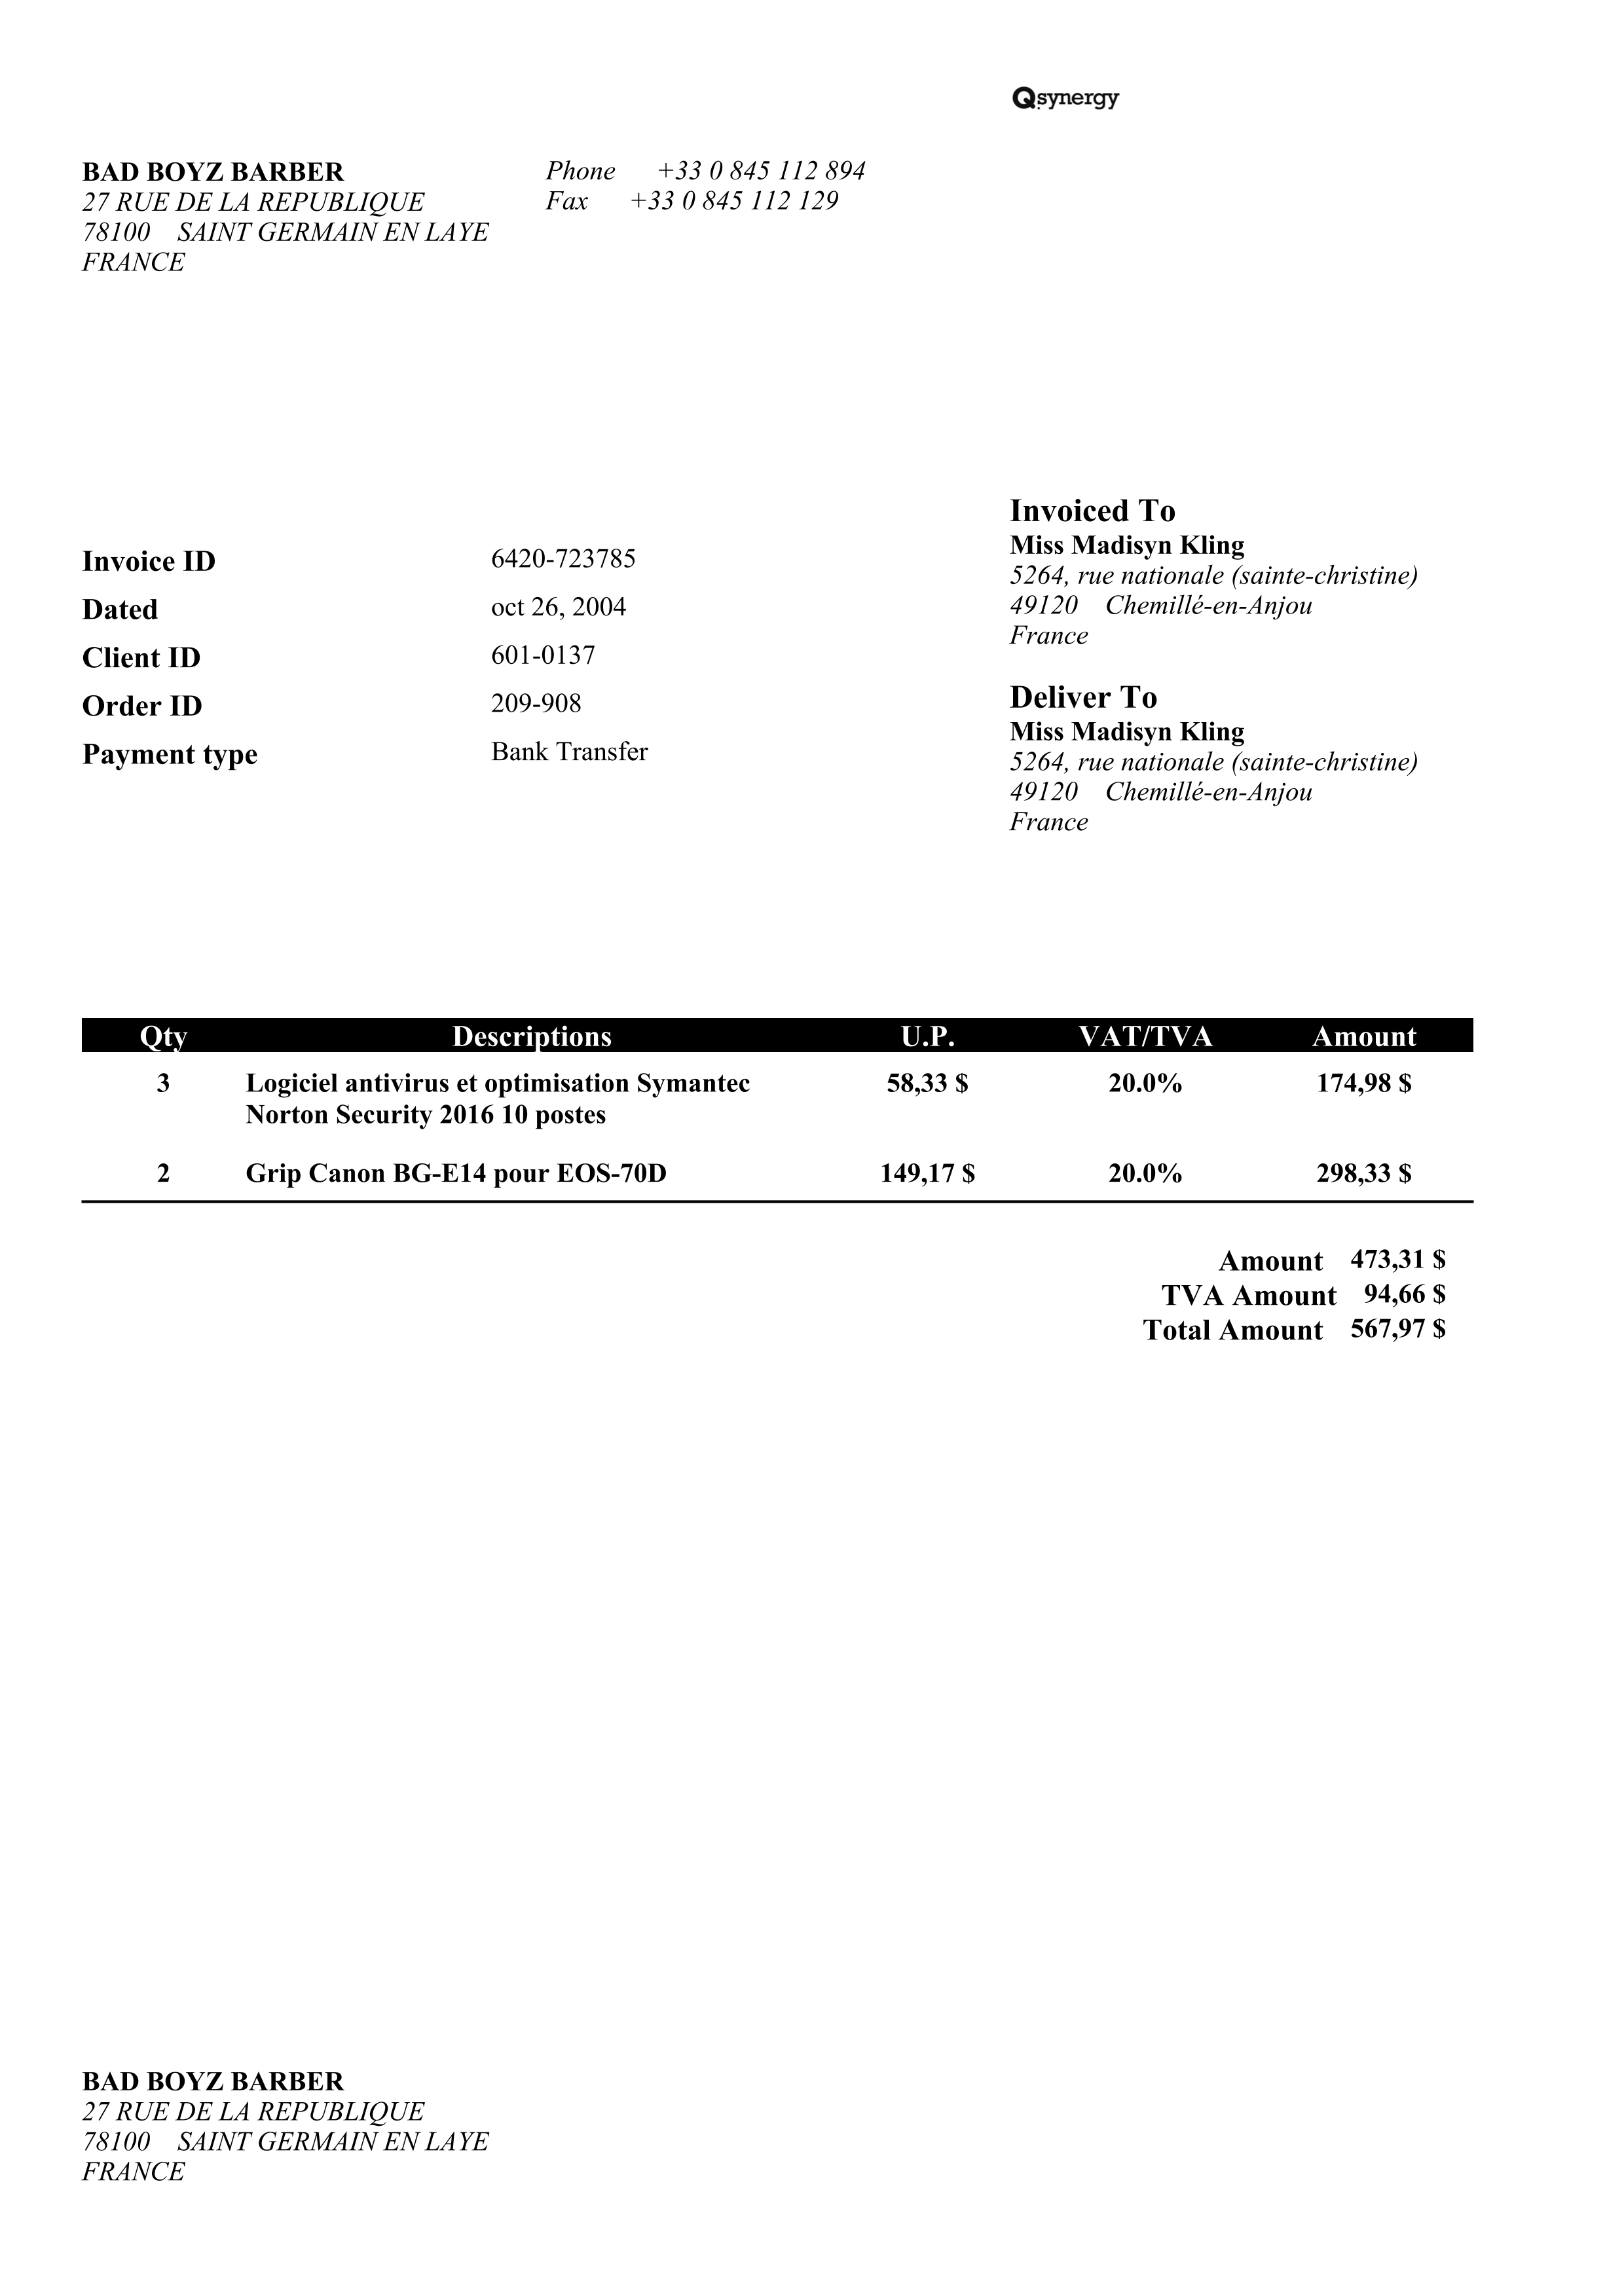 Qsynergy
BAD BOYZ BARBER
27 RUE DE LA REPUBLIQUE
78100 SAINT GERMAIN EN LAYE
FRANCE
Phone +33 0 845 112 894
Fax +33 0 845 112 129
Invoice ID 6420-723785
Dated oct 26, 2004
Client ID 601-0137
Order ID 209-908
Payment type Bank Transfer
Invoiced To
Miss Madisyn Kling
5264, rue nationale (sainte-christine)
49120 Chemillé-en-Anjou
France
Deliver To
Miss Madisyn Kling
5264, rue nationale (sainte-christine)
49120 Chemillé-en-Anjou
France
Qty Descriptions U.P. VAT/TVA Amount
3 Logiciel antivirus et optimisation Symantec 58,33 $ 20.0% 174,98 $
Norton Security 2016 10 postes
2 Grip Canon BG-E14 pour EOS-70D 149,17 $ 20.0% 298,33 $
Amount 473,31 $
TVA Amount 94,66 $
Total Amount 567,97 $
BAD BOYZ BARBER
27 RUE DE LA REPUBLIQUE
78100 SAINT GERMAIN EN LAYE
FRANCE